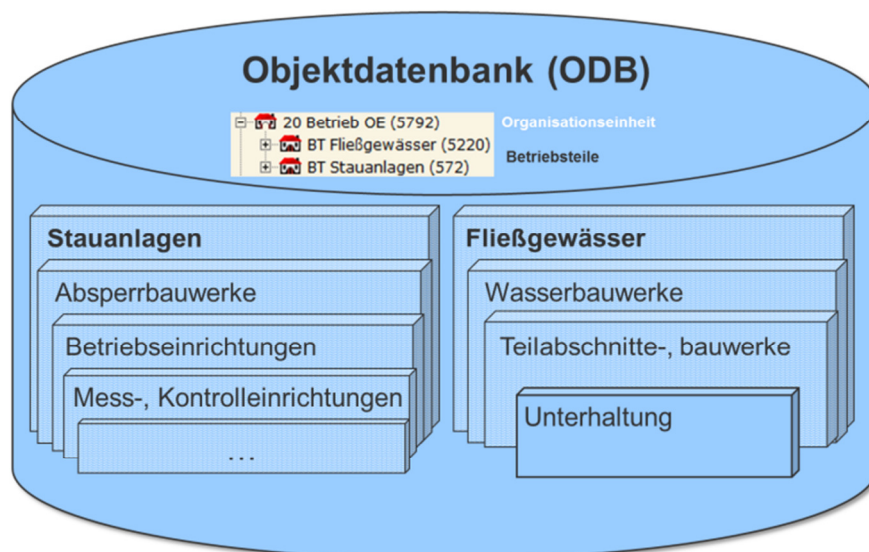 Objektdatenbank (ODB)
20 Betrieb OE (5792) Organisationseinheit
BT Fließgewässer (5220)
BT Stauanlagen (572) Betriebsteile
Stauanlagen
Absperrbauwerke
Betriebseinrichtungen
Mess-, Kontrolleinrichtungen
...
Fließgewässer
Wasserbauwerke
Teilabschnitte-, bauwerke
Unterhaltung